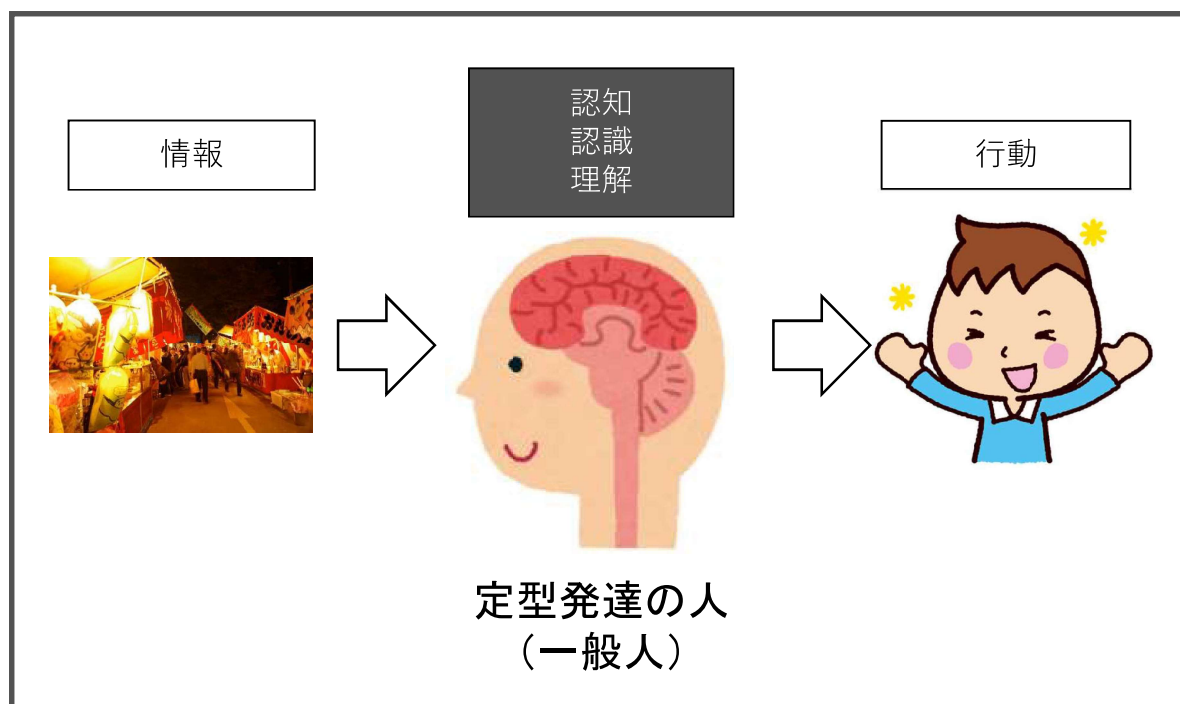 情報
認知
認識
理解
行動
定型発達の人
（一般人）